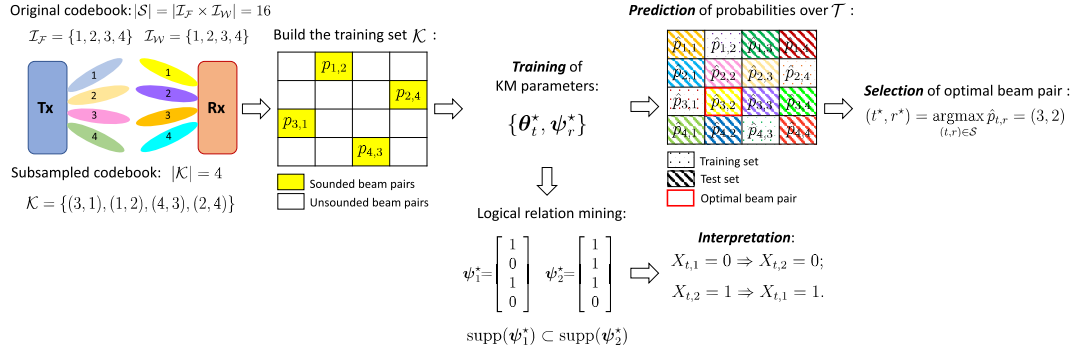 Original codebook: |𝒮| = |ℐ_ℱ × ℐ_𝒲| = 16
ℐ_ℱ = {1, 2, 3, 4} ℐ_𝒲 = {1, 2, 3, 4}
Tx
1
2
3
4
1
2
3
4
Rx
Subsampled codebook: |𝒦| = 4
𝒦 = {(3, 1), (1, 2), (4, 3), (2, 4)}
Build the training set 𝒦 :
p_{1,2}
p_{2,4}
p_{3,1}
p_{4,3}
Sounded beam pairs
Unsounded beam pairs
Training of
KM parameters:
{θ_t^⋆, ψ_r^⋆}
Logical relation mining:
ψ_1^⋆ = [1 0 1 0] ψ_2^⋆ = [1 1 1 0]
supp(ψ_1^⋆) ⊂ supp(ψ_2^⋆)
Prediction of probabilities over 𝒯 :
p̂_{1,1} p̂_{1,2} p̂_{1,3} p̂_{1,4}
p̂_{2,1} p̂_{2,2} p̂_{2,3} p̂_{2,4}
p̂_{3,1} p̂_{3,2} p̂_{3,3} p̂_{3,4}
p̂_{4,1} p̂_{4,2} p̂_{4,3} p̂_{4,4}
Training set
Test set
Optimal beam pair
Selection of optimal beam pair :
(t^⋆, r^⋆) = argmax p̂_{t,r} = (3, 2)
(t,r)∈𝒮
Interpretation:
X_{t,1} = 0 ⇒ X_{t,2} = 0;
X_{t,2} = 1 ⇒ X_{t,1} = 1.